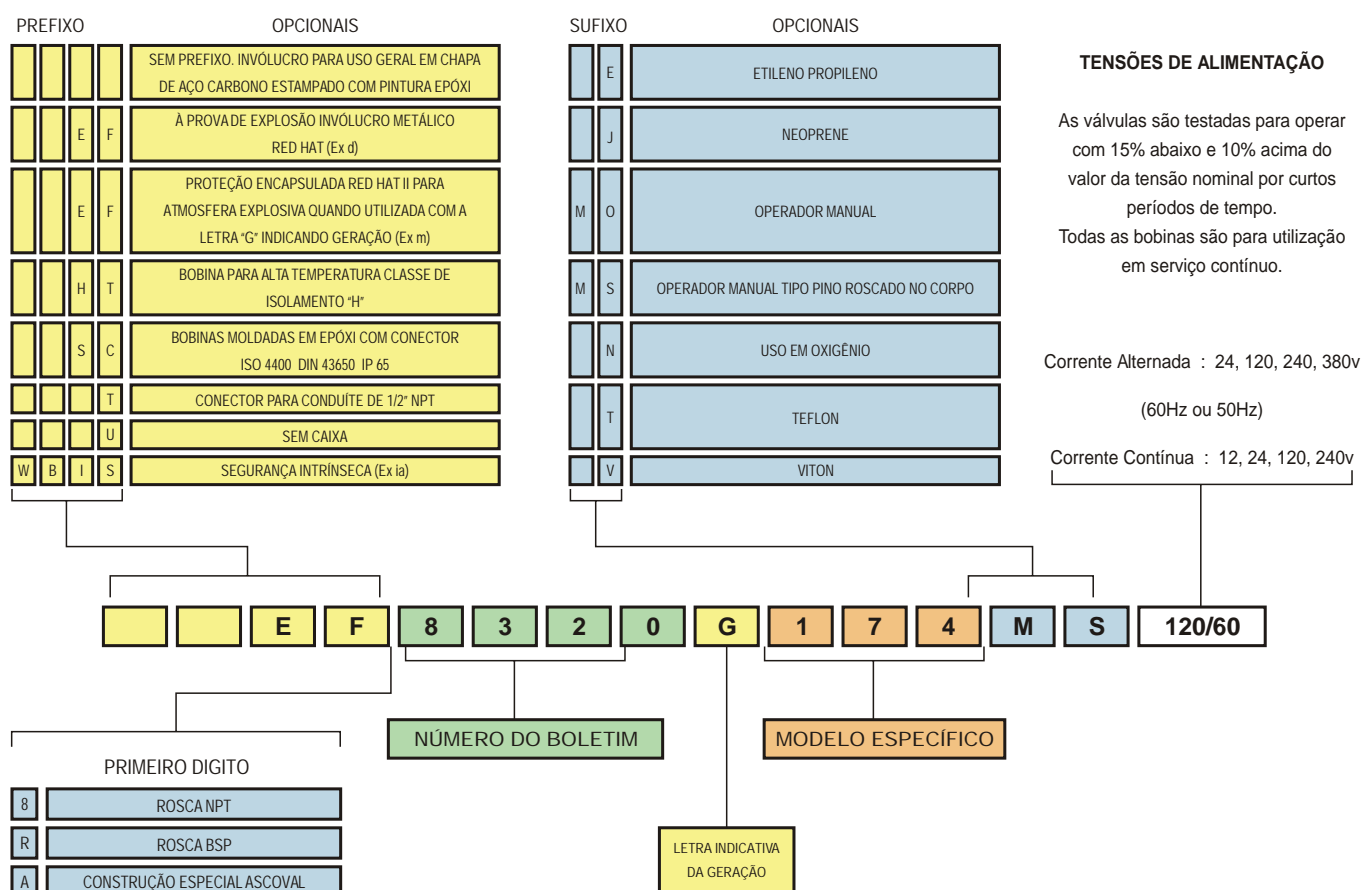 PREFIXO OPCIONAIS
SEM PREFIXO. INVÓLUCRO PARA USO GERAL EM CHAPA
DE AÇO CARBONO ESTAMPADO COM PINTURA EPÓXI
E F À PROVA DE EXPLOSÃO INVÓLUCRO METÁLICO
RED HAT (Ex d)
PROTEÇÃO ENCAPSULADA RED HAT II PARA
E F ATMOSFERA EXPLOSIVA QUANDO UTILIZADA COM A
LETRA "G" INDICANDO GERAÇÃO (Ex m)
H T BOBINA PARA ALTA TEMPERATURA CLASSE DE
ISOLAMENTO "H"
S C BOBINAS MOLDADAS EM EPÓXI COM CONECTOR
ISO 4400 DIN 43650 IP 65
T CONECTOR PARA CONDUÍTE DE 1/2" NPT
U SEM CAIXA
W B I S SEGURANÇA INTRÍNSECA (Ex ia)
SUFIXO OPCIONAIS
E ETILENO PROPILENO
J NEOPRENE
M O OPERADOR MANUAL
M S OPERADOR MANUAL TIPO PINO ROSCADO NO CORPO
N USO EM OXIGÊNIO
T TEFLON
V VITON
TENSÕES DE ALIMENTAÇÃO
As válvulas são testadas para operar
com 15% abaixo e 10% acima do
valor da tensão nominal por curtos
períodos de tempo.
Todas as bobinas são para utilização
em serviço contínuo.
Corrente Alternada : 24, 120, 240, 380v
(60Hz ou 50Hz)
Corrente Contínua : 12, 24, 120, 240v
E F 8 3 2 0 G 1 7 4 M S 120/60
NÚMERO DO BOLETIM
MODELO ESPECÍFICO
PRIMEIRO DIGITO
8 ROSCA NPT
R ROSCA BSP
A CONSTRUÇÃO ESPECIAL ASCOVAL
LETRA INDICATIVA
DA GERAÇÃO